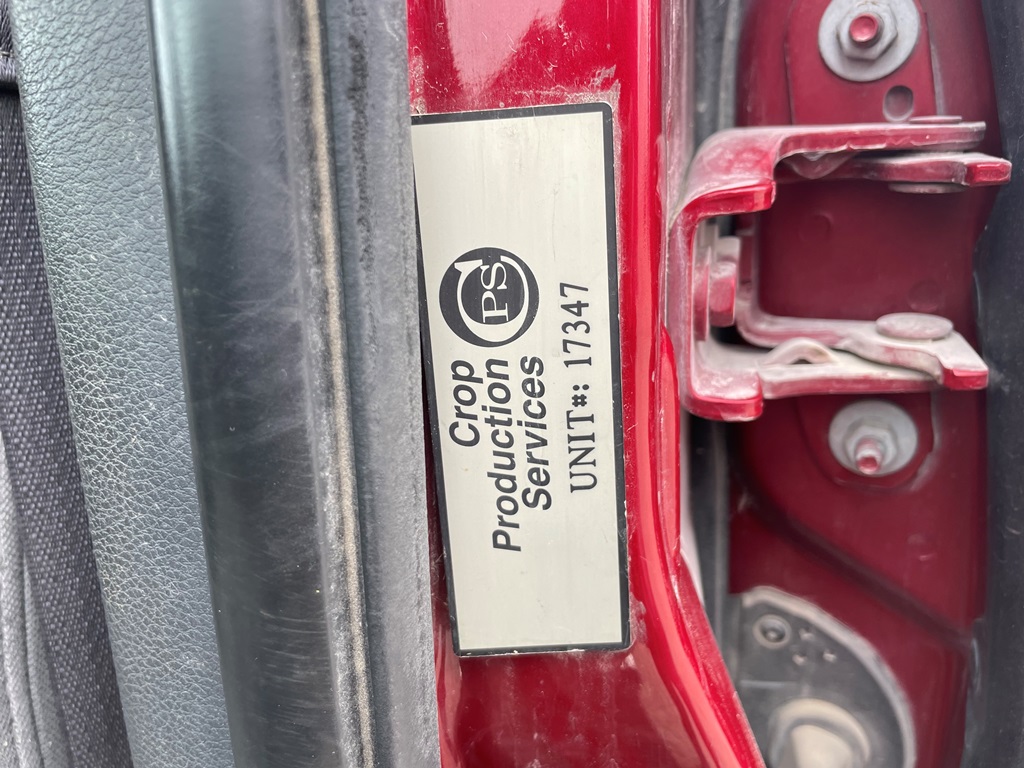 CPS
Crop
Production
Services
UNIT#: 17347